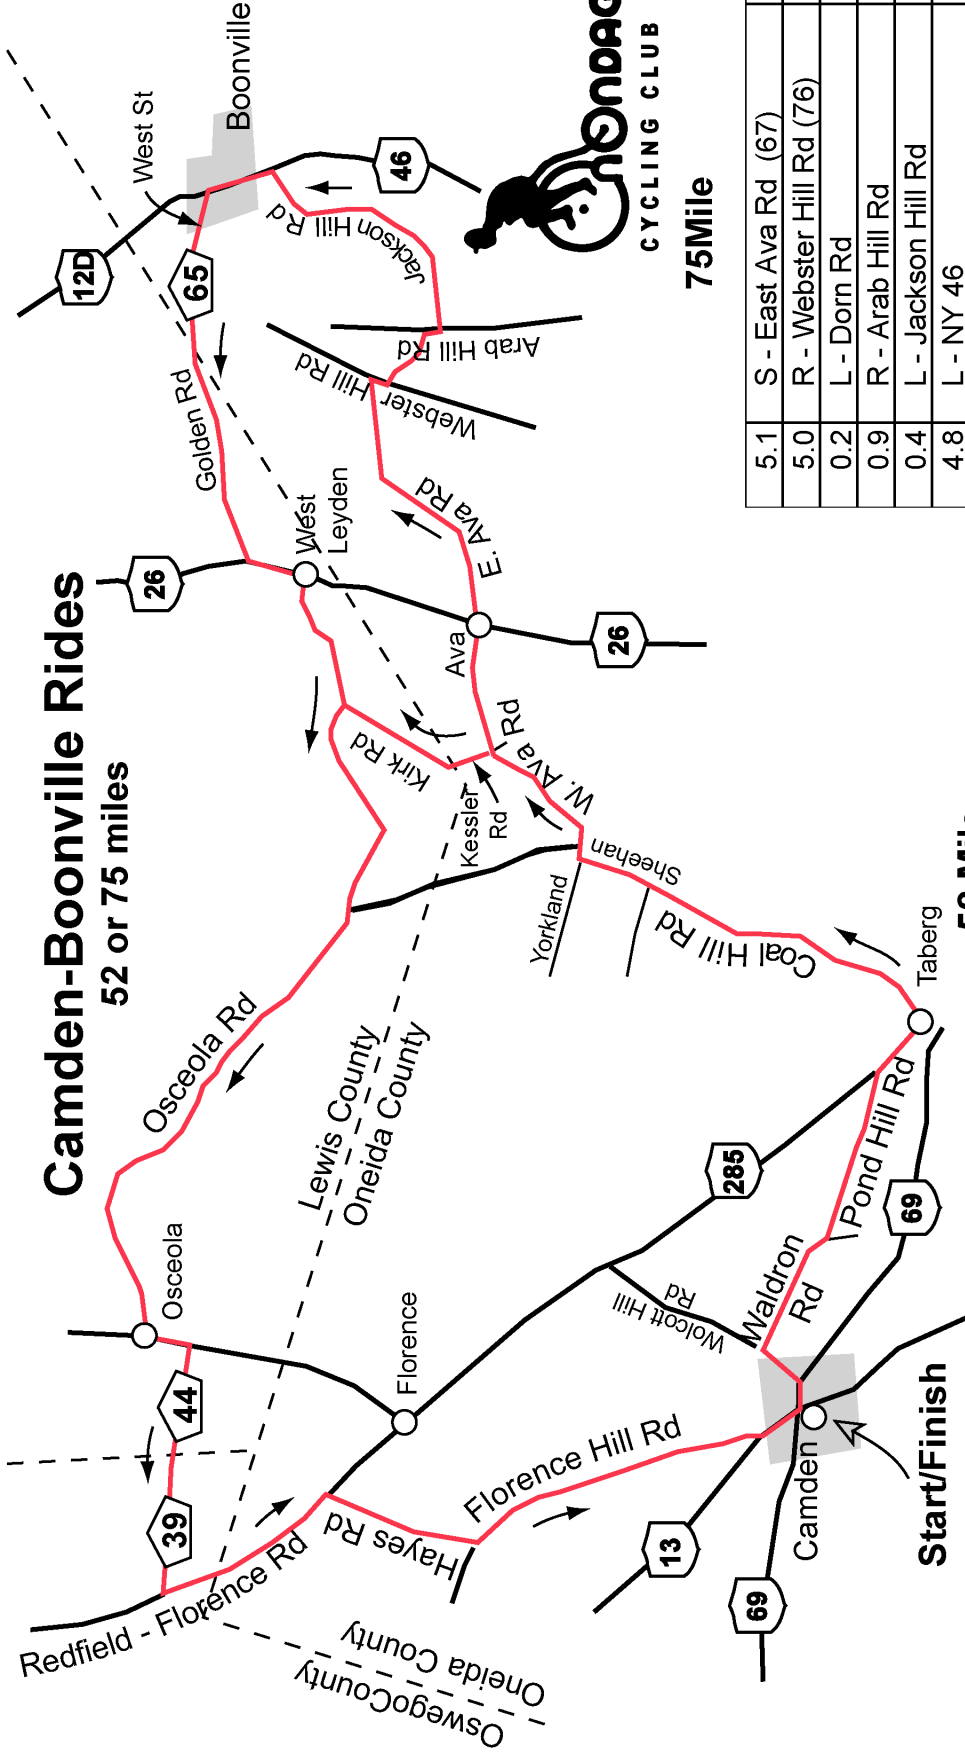 Camden-Boonville Rides
52 or 75 miles
Boonville
West St
12D
65
46
Jackson Hill Rd
Golden Rd
Arab Hill Rd
Webster Hill Rd
West
Leyden
26
E. Ava Rd
Ava
26
Kirk Rd
W. Ava Rd
Kessler
Rd
Sheehan
Yorkland
Coal Hill Rd
Taberg
Osceola Rd
Lewis County
Oneida County
Osceola
285
Pond Hill Rd
69
Waldron
Rd
Wolcott Hill
Rd
Florence
44
39
Florence Hill Rd
Hayes Rd
Redfield - Florence Rd
Camden
Start/Finish
13
69
Oneida County
OswegoCounty
ONDAG
CYCLING CLUB
75Mile
5.1 S - East Ava Rd (67)
5.0 R - Webster Hill Rd (76)
0.2 L - Dorn Rd
0.9 R - Arab Hill Rd
0.4 L - Jackson Hill Rd
4.8 L - NY 46